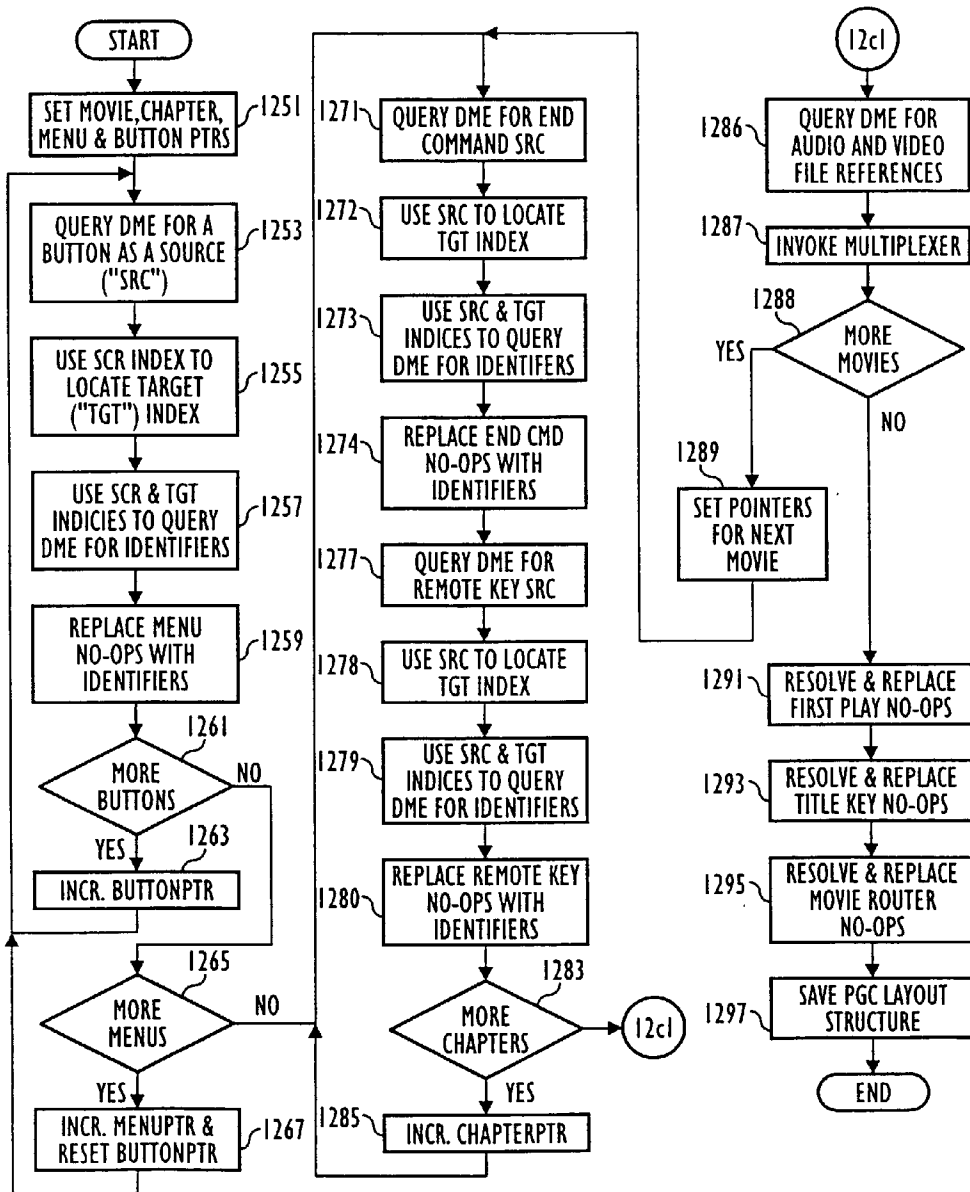 START
SET MOVIE,CHAPTER,
MENU & BUTTON PTRS
1251
QUERY DME FOR A
BUTTON AS A SOURCE
("SRC")
1253
USE SCR INDEX TO
LOCATE TARGET
("TGT") INDEX
1255
USE SCR & TGT
INDICIES TO QUERY
DME FOR IDENTIFIERS
1257
REPLACE MENU
NO-OPS WITH
IDENTIFIERS
1259
MORE
BUTTONS
1261
NO
YES
1263
INCR. BUTTONPTR
1265
MORE
MENUS
NO
YES
INCR. MENUPTR &
RESET BUTTONPTR
1267
1271
QUERY DME FOR END
COMMAND SRC
1272
USE SRC TO LOCATE
TGT INDEX
1273
USE SRC & TGT
INDICES TO QUERY
DME FOR IDENTIFERS
1274
REPLACE END CMD
NO-OPS WITH
IDENTIFIERS
1277
QUERY DME FOR
REMOTE KEY SRC
1278
USE SRC TO LOCATE
TGT INDEX
1279
USE SRC & TGT
INDICES TO QUERY
DME FOR IDENTIFIERS
1280
REPLACE REMOTE KEY
NO-OPS WITH
IDENTIFIERS
1283
MORE
CHAPTERS
12c1
YES
1285
INCR. CHAPTERPTR
12c1
1286
QUERY DME FOR
AUDIO AND VIDEO
FILE REFERENCES
1287
INVOKE MULTIPLEXER
1288
MORE
MOVIES
YES
NO
1289
SET POINTERS
FOR NEXT
MOVIE
1291
RESOLVE & REPLACE
FIRST PLAY NO-OPS
1293
RESOLVE & REPLACE
TITLE KEY NO-OPS
1295
RESOLVE & REPLACE
MOVIE ROUTER
NO-OPS
1297
SAVE PGC LAYOUT
STRUCTURE
END